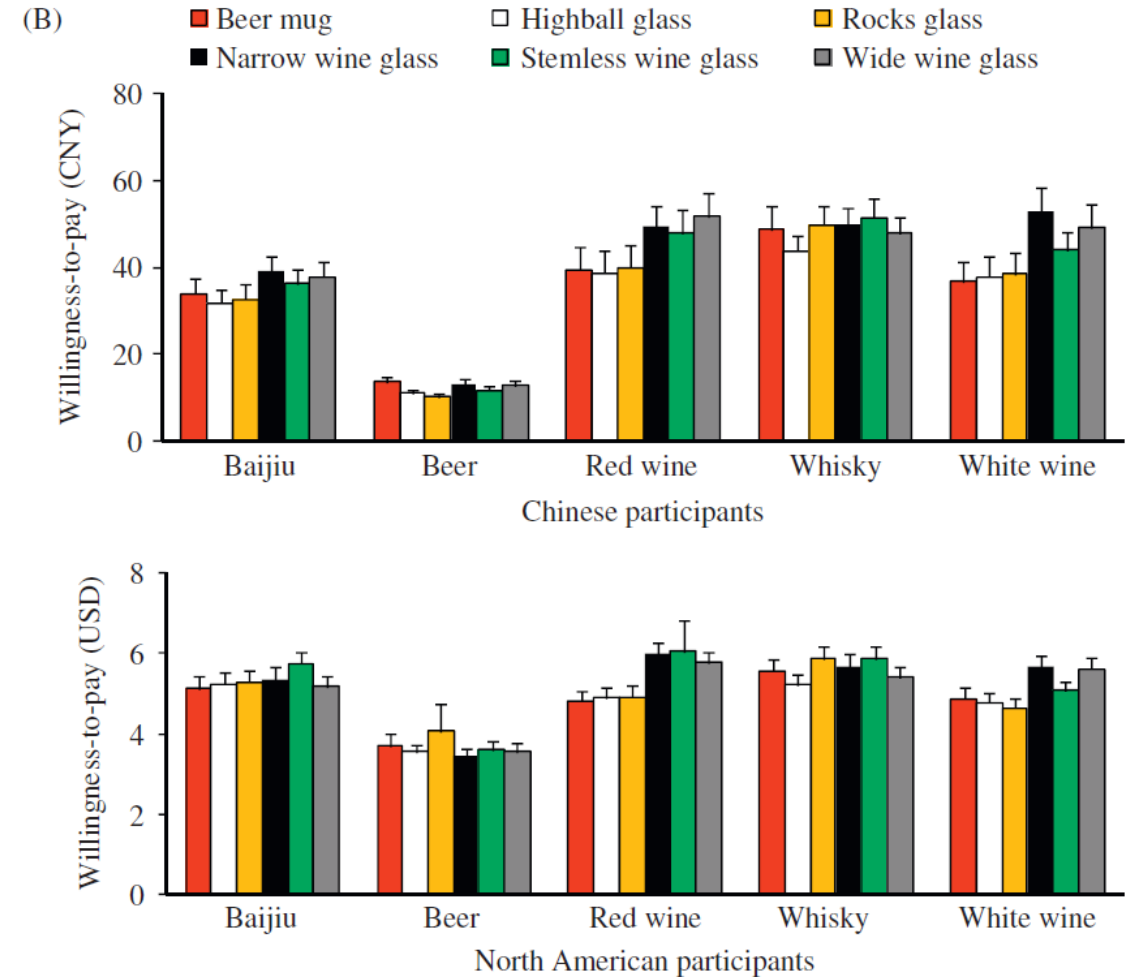 (B)
Beer mug Highball glass Rocks glass
Narrow wine glass Stemless wine glass Wide wine glass
Willingness-to-pay (CNY)
80
60
40
20
0
Baijiu Beer Red wine Whisky White wine
Chinese participants
Willingness-to-pay (USD)
8
6
4
2
0
Baijiu Beer Red wine Whisky White wine
North American participants